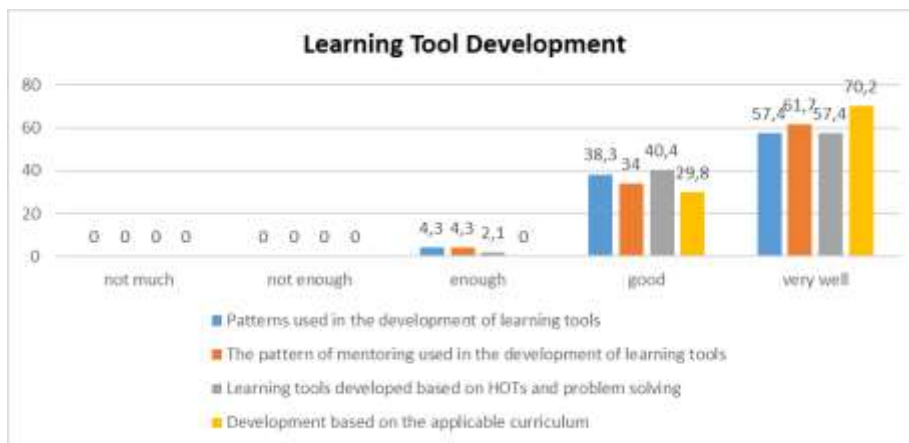 Learning Tool Development
80
60
40
20
0
0 0 0 0
0 0 0 0
4,3 4,3 2,1 0
38,3 34 40,4 29,8
57,4 61,7 57,4 70,2
not much not enough enough good very well
Patterns used in the development of learning tools
The pattern of mentoring used in the development of learning tools
Learning tools developed based on HOTs and problem solving
Development based on the applicable curriculum